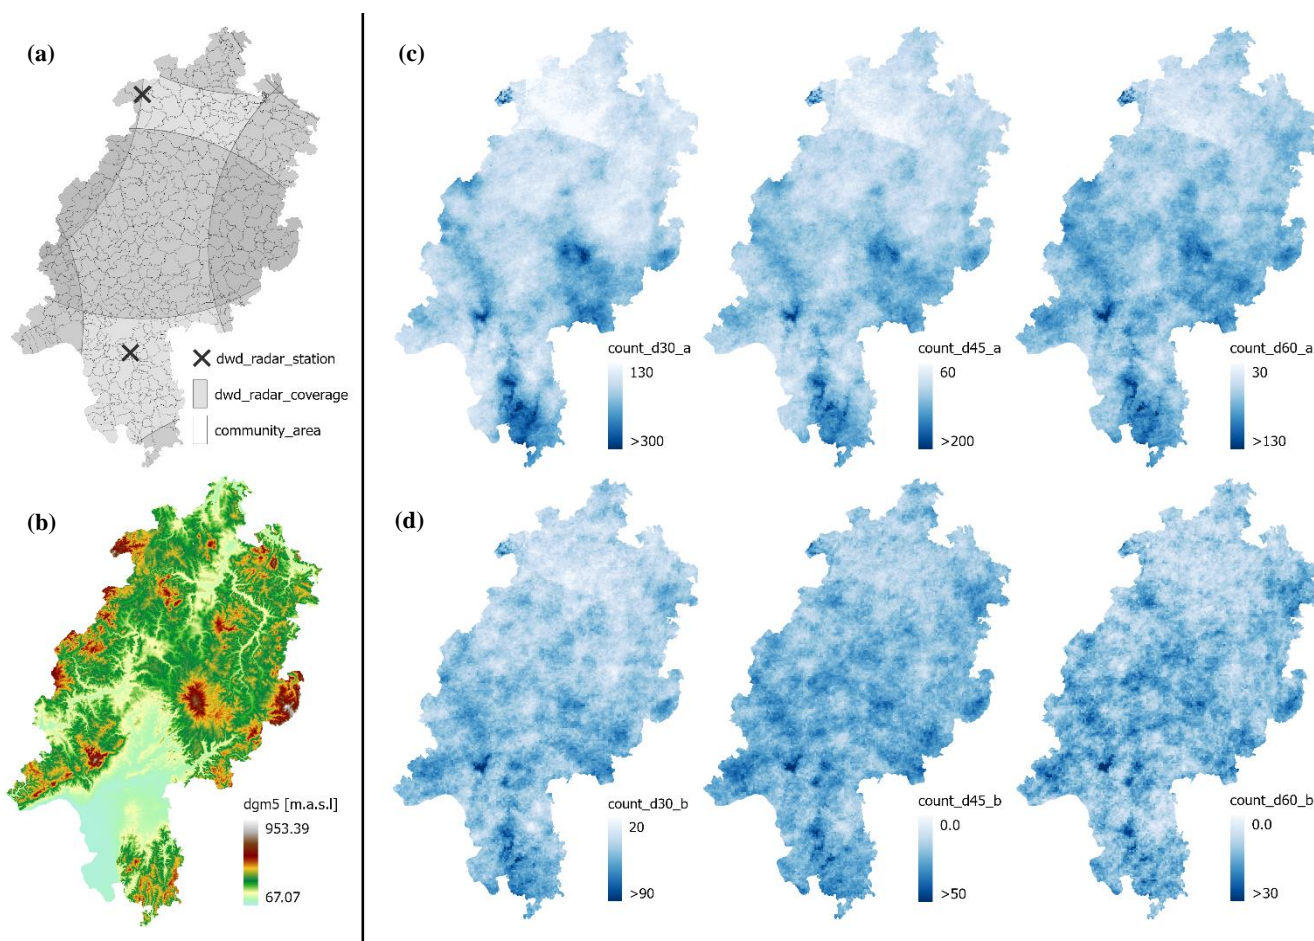 (a)
dwd_radar_station
dwd_radar_coverage
community_area
(b)
dgm5 [m.a.s.l]
953.39
67.07
(c)
count_d30_a
130
>300
count_d45_a
60
>200
count_d60_a
30
>130
(d)
count_d30_b
20
>90
count_d45_b
0.0
>50
count_d60_b
0.0
>30